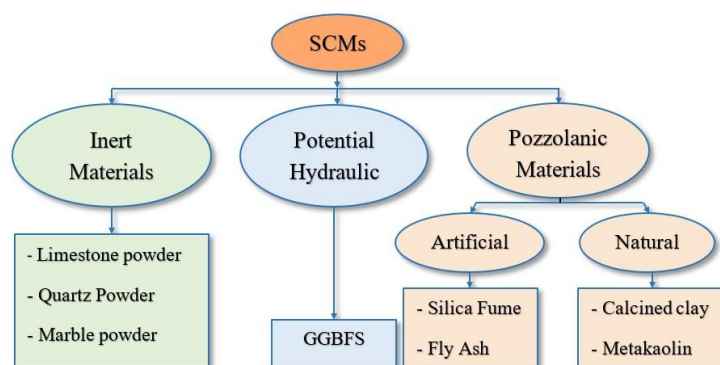 SCMs
Inert
Materials
Potential
Hydraulic
Pozzolanic
Materials
Artificial
Natural
- Limestone powder
- Quartz Powder
- Marble powder
GGBFS
- Silica Fume
- Fly Ash
- Calcined clay
- Metakaolin